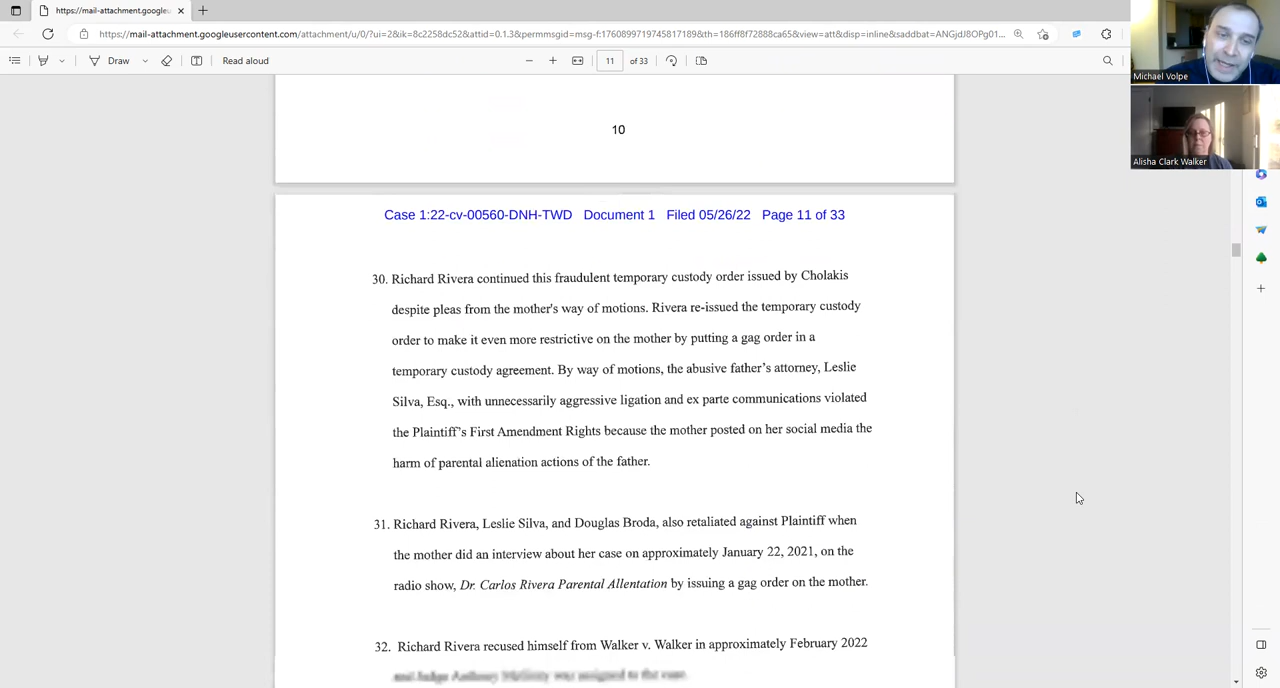 https://mail-attachment.google
https://mail-attachment.googleusercontent.com/attachment/u/0/?ui=2&ik=8c2258dc52&attid=0.1.3&permmsgid=msg-f:1760899719745817189&th=186ff8f72888ca65&view=att&disp=inline&saddbat=ANGjdJ8OPg01...
Draw
Read aloud
11 of 33
Michael Volpe
Alisha Clark Walker
10
Case 1:22-cv-00560-DNH-TWD Document 1 Filed 05/26/22 Page 11 of 33
30. Richard Rivera continued this fraudulent temporary custody order issued by Cholakis
despite pleas from the mother's way of motions. Rivera re-issued the temporary custody
order to make it even more restrictive on the mother by putting a gag order in a
temporary custody agreement. By way of motions, the abusive father's attorney, Leslie
Silva, Esq., with unnecessarily aggressive ligation and ex parte communications violated
the Plaintiff's First Amendment Rights because the mother posted on her social media the
harm of parental alienation actions of the father.
31. Richard Rivera, Leslie Silva, and Douglas Broda, also retaliated against Plaintiff when
the mother did an interview about her case on approximately January 22, 2021, on the
radio show, Dr. Carlos Rivera Parental Allentation by issuing a gag order on the mother.
32. Richard Rivera recused himself from Walker v. Walker in approximately February 2022
was assigned to the case.